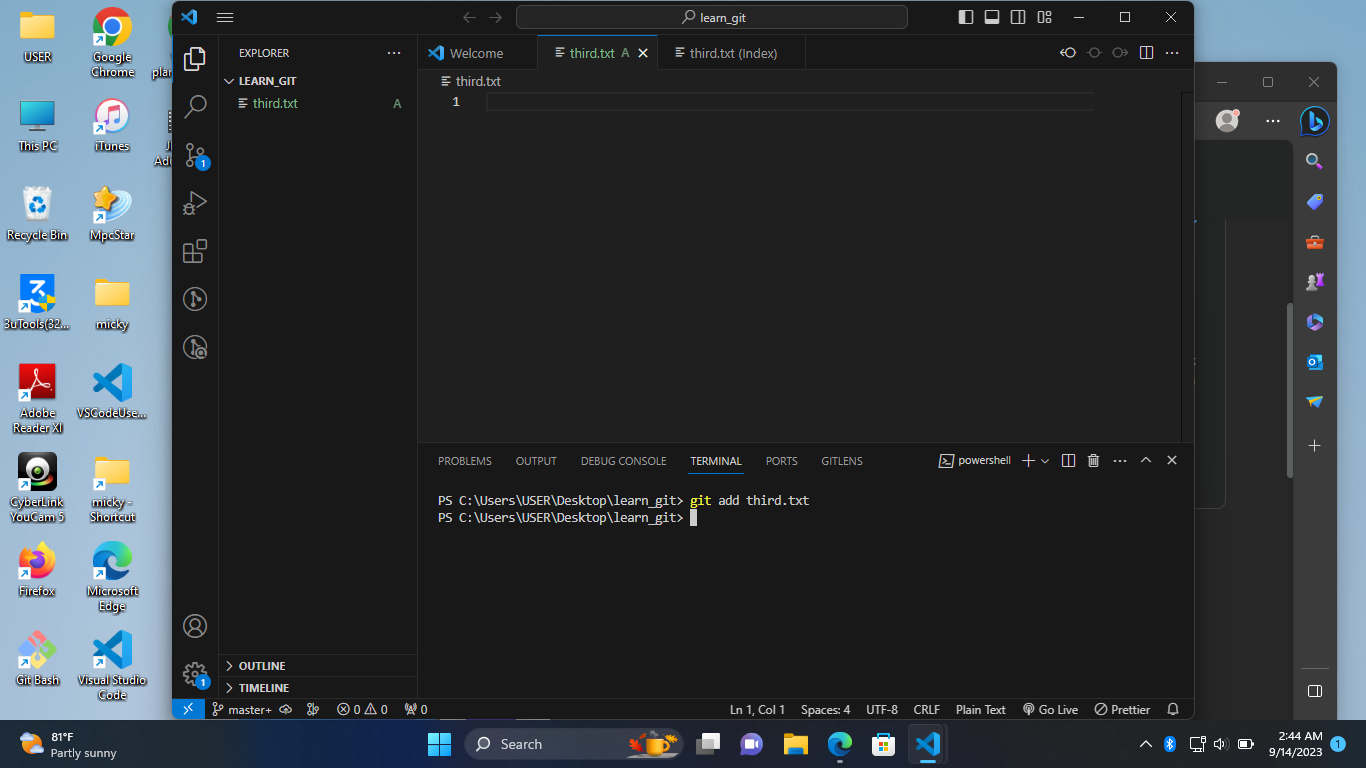 USER
Google
Chrome
This PC
iTunes
Recycle Bin
MpcStar
3uTools(32...
micky
Adobe
Reader XI
VSCodeUse...
CyberLink
YouCam 5
micky -
Shortcut
Firefox
Microsoft
Edge
Git Bash
Visual Studio
Code
learn_git
EXPLORER
LEARN_GIT
third.txt A
OUTLINE
TIMELINE
Welcome
third.txt A
third.txt (Index)
third.txt
1
PROBLEMS OUTPUT DEBUG CONSOLE TERMINAL PORTS GITLENS
powershell
PS C:\Users\USER\Desktop\learn_git> git add third.txt
PS C:\Users\USER\Desktop\learn_git>
1
1
master+ 0 0 0
Ln 1, Col 1 Spaces: 4 UTF-8 CRLF Plain Text Go Live Prettier
81°F
Partly sunny
Search
2:44 AM
9/14/2023
1